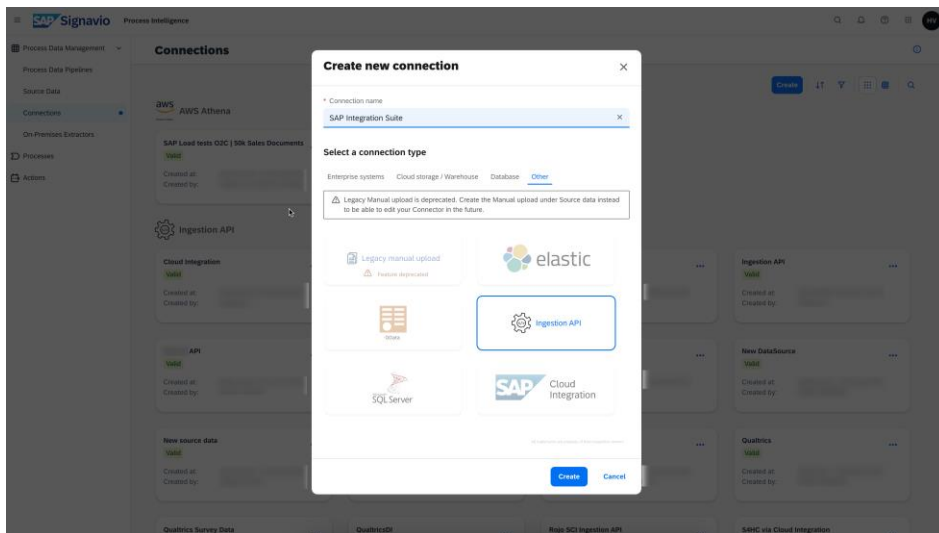 SAP Signavio Process Intelligence
HV
Process Data Management
Process Data Pipelines
Source Data
Connections
On Premises Extractors
Processes
Actions
Connections
Create
aws AWS Athena
SAP Load tests O2C | 50k Sales Documents
Valid
Created at:
Created by:
Ingestion API
Cloud Integration
Valid
Created at:
Created by:
API
Valid
Created at:
Created by:
New source data
Valid
Created at:
Created by:
Qualtrics Survey Data
QualtricsDI
Rojo SCI Ingestion API
Ingestion API
Valid
Created at:
Created by:
New DataSource
Valid
Created at:
Created by:
Qualtrics
Valid
Created at:
Created by:
S4HC via Cloud Integration
Create new connection
* Connection name
SAP Integration Suite
Select a connection type
Enterprise systems Cloud storage / Warehouse Database Other
Legacy Manual upload is deprecated. Create the Manual upload under Source data instead
to be able to edit your Connector in the future.
Legacy manual upload
Feature deprecated
elastic
Ingestion API
SQL Server
SAP Cloud
Integration
Create Cancel